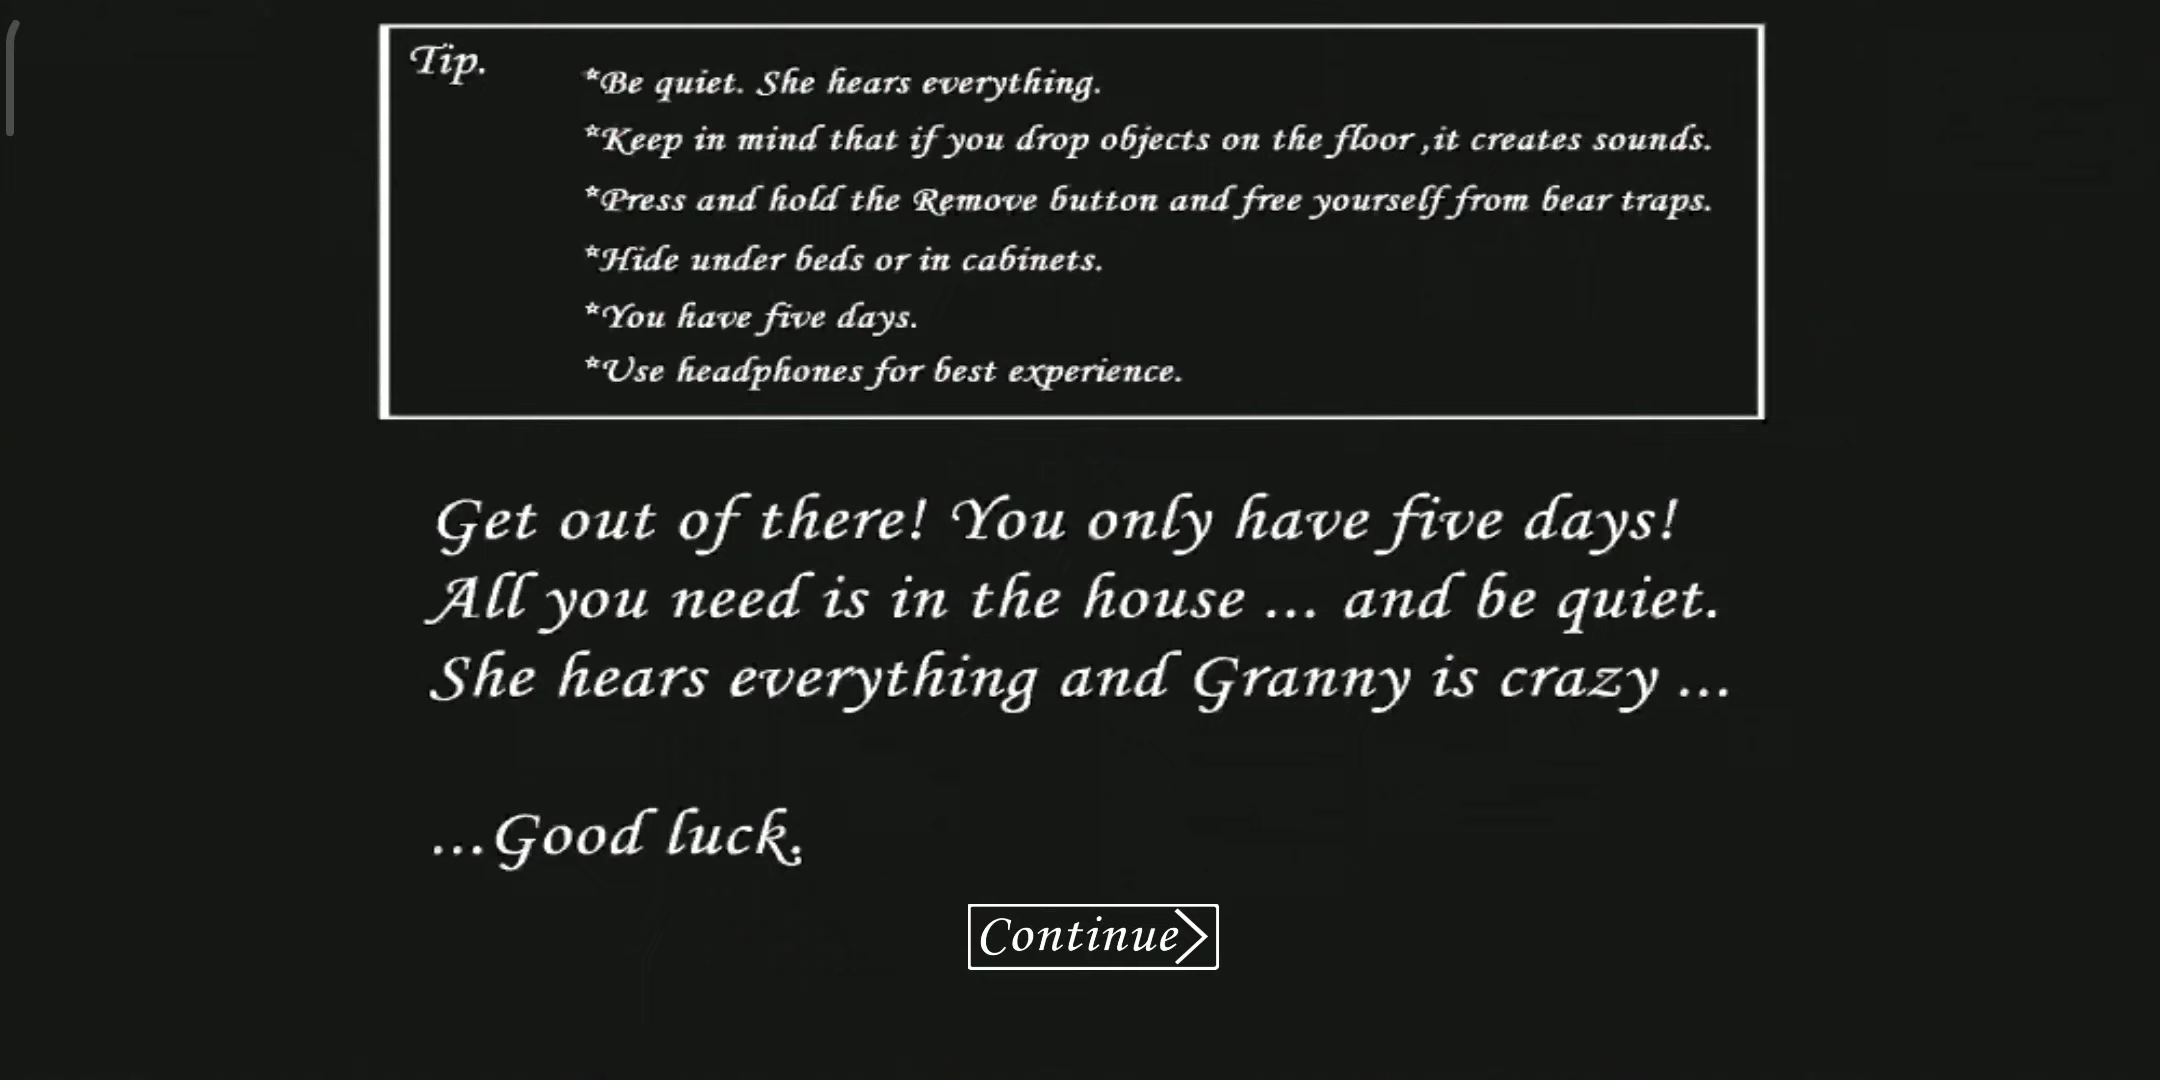 Tip.
*Be quiet. She hears everything.
*Keep in mind that if you drop objects on the floor ,it creates sounds.
*Press and hold the Remove button and free yourself from bear traps.
*Hide under beds or in cabinets.
*You have five days.
*Use headphones for best experience.
Get out of there! You only have five days!
All you need is in the house ... and be quiet.
She hears everything and Granny is crazy ...
...Good luck.
Continue>